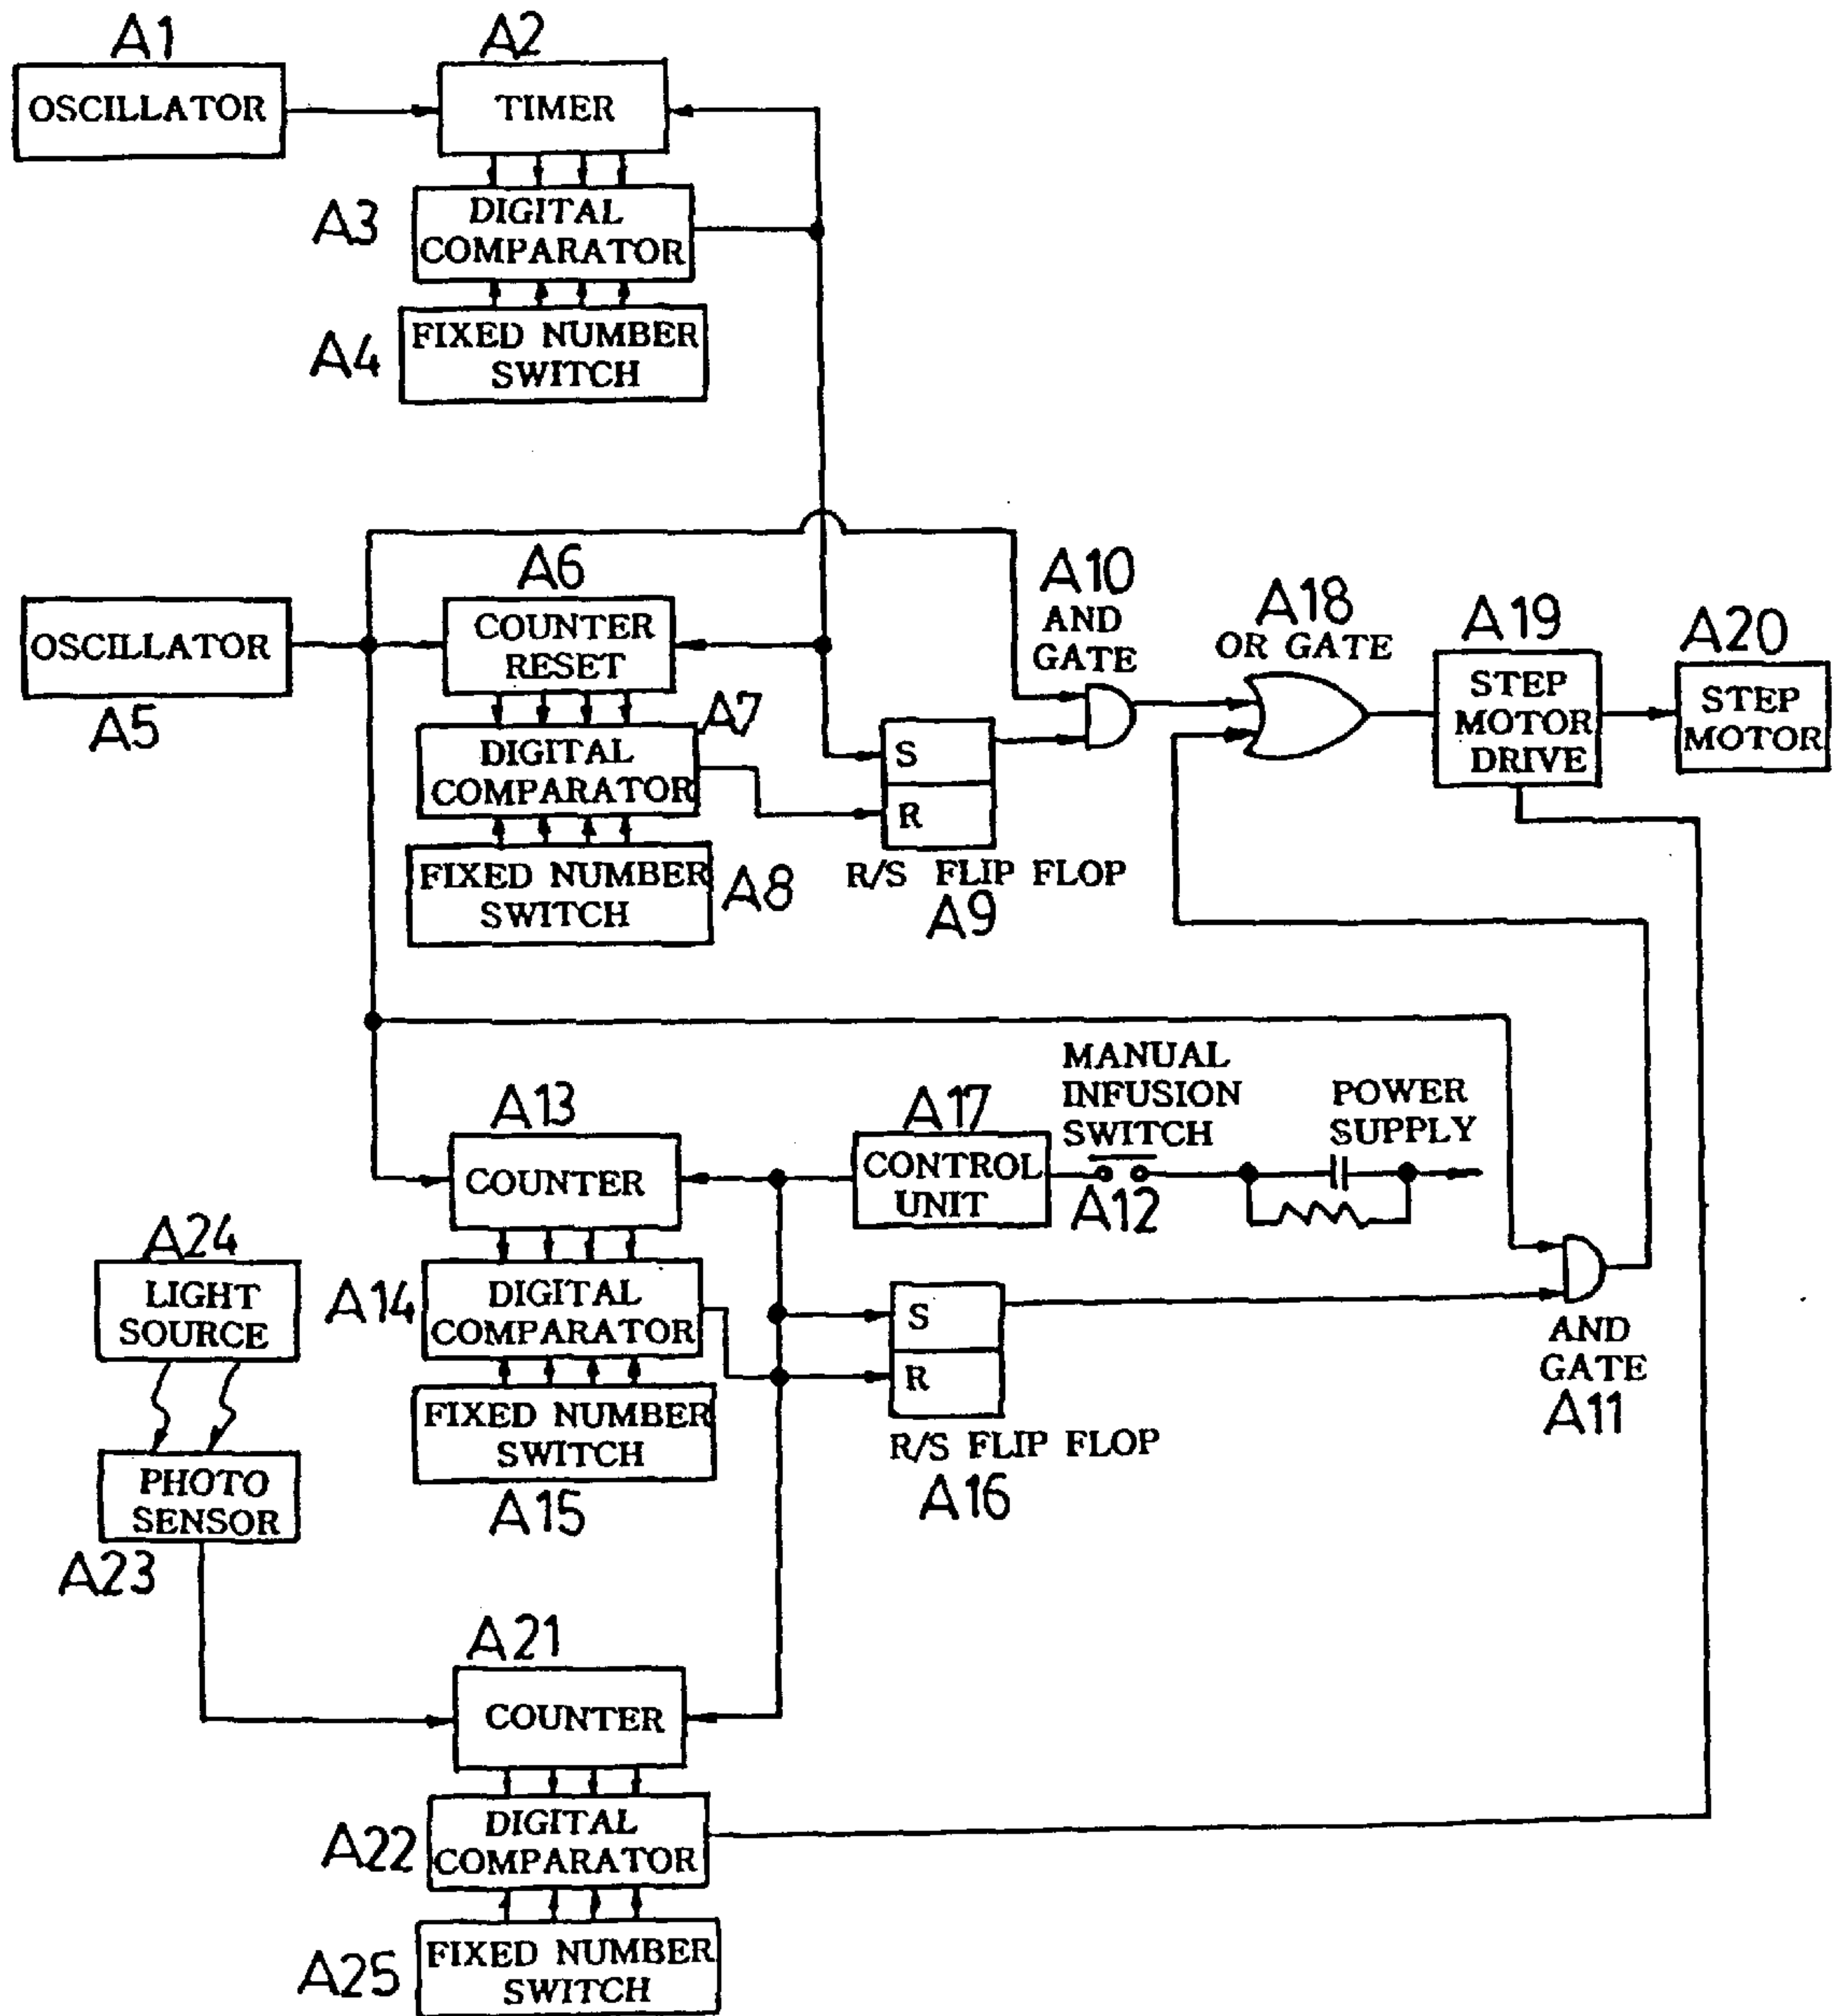 A1
OSCILLATOR
A2
TIMER
A3
DIGITAL
COMPARATOR
A4
FIXED NUMBER
SWITCH
A5
OSCILLATOR
A6
COUNTER
RESET
A7
DIGITAL
COMPARATOR
A8
FIXED NUMBER
SWITCH
S
R
R/S FLIP FLOP
A9
A10
AND
GATE
A18
OR GATE
A19
STEP
MOTOR
DRIVE
A20
STEP
MOTOR
A13
COUNTER
A17
CONTROL
UNIT
MANUAL
INFUSION
SWITCH
A12
POWER
SUPPLY
A24
LIGHT
SOURCE
A14
DIGITAL
COMPARATOR
S
R
R/S FLIP FLOP
A16
AND
GATE
A11
FIXED NUMBER
SWITCH
A15
PHOTO
SENSOR
A23
A21
COUNTER
A22
DIGITAL
COMPARATOR
A25
FIXED NUMBER
SWITCH